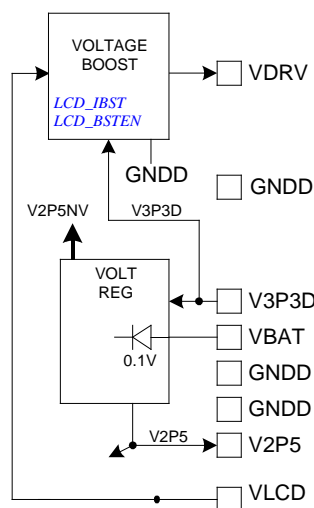 VOLTAGE
BOOST
VDRV
LCD_IBST
LCD_BSTEN
GNDD
GNDD
V2P5NV
V3P3D
VOLT
REG
V3P3D
VBAT
0.1V
GNDD
GNDD
V2P5
V2P5
VLCD